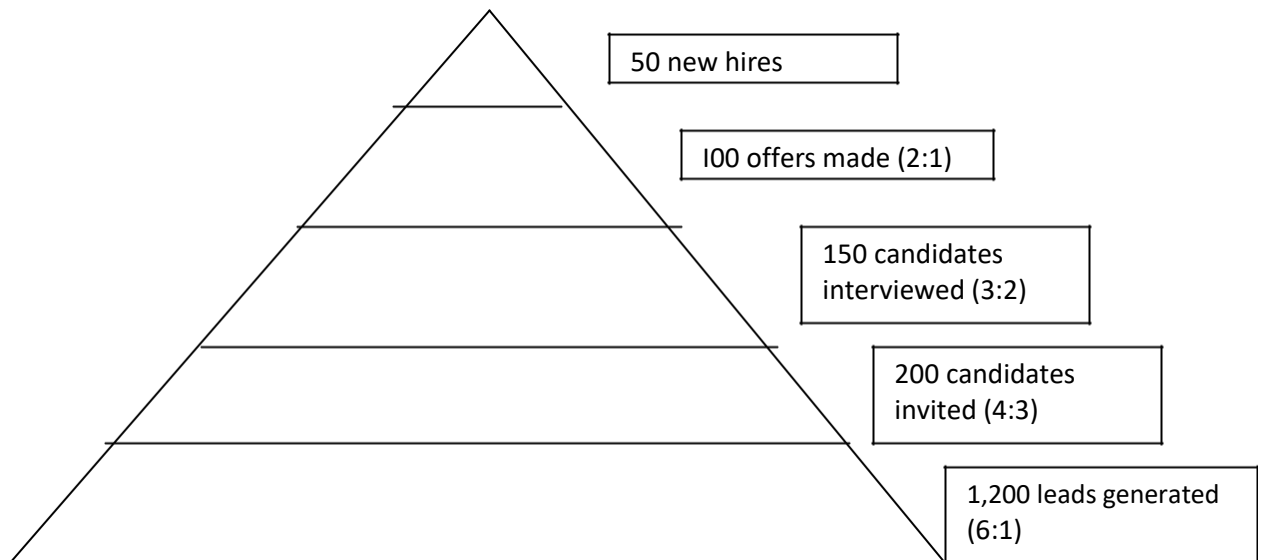 50 new hires
I00 offers made (2:1)
150 candidates
interviewed (3:2)
200 candidates
invited (4:3)
1,200 leads generated
(6:1)